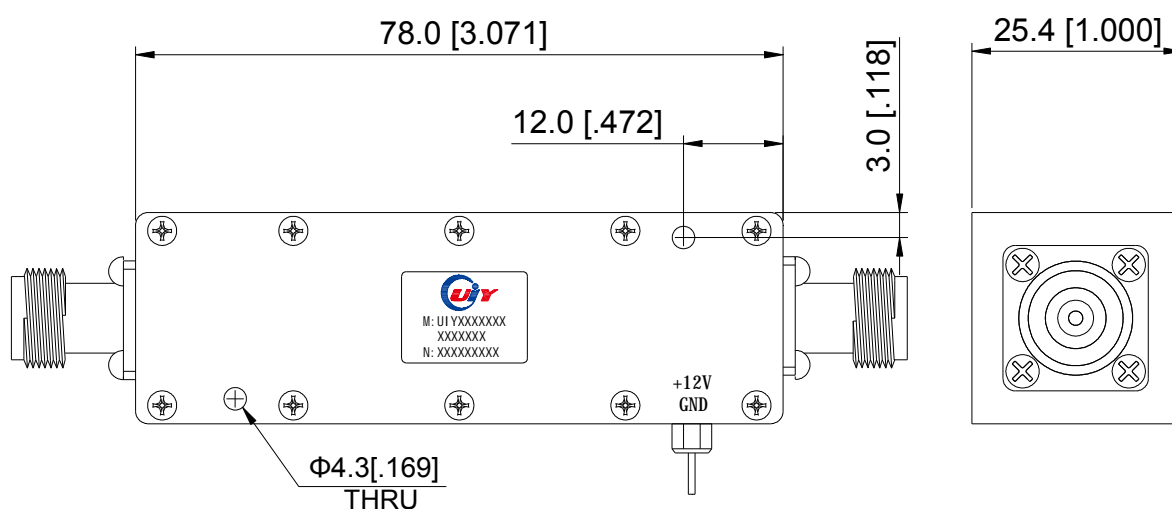 78.0 [3.071]
25.4 [1.000]
12.0 [.472]
3.0 [.118]
UIY
M: UIYXXXXXXX
XXXXXXX
N: XXXXXXXXX
+12V
GND
Φ4.3[.169]
THRU